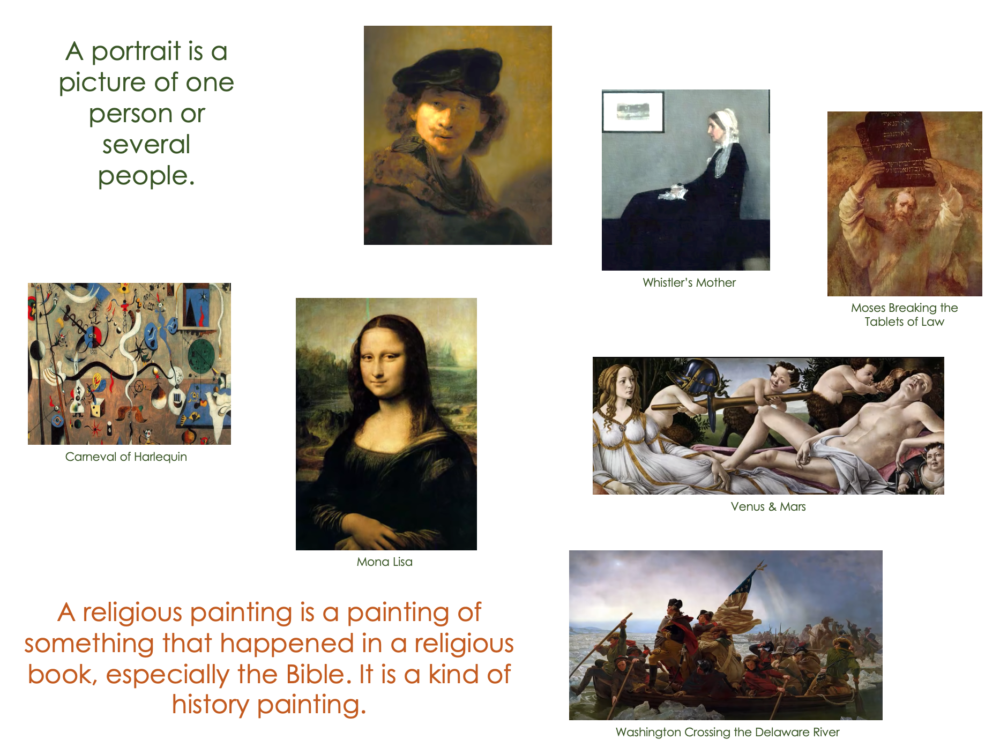 A portrait is a
picture of one
person or
several
people.
Whistler's Mother
Moses Breaking the
Tablets of Law
Carneval of Harlequin
Mona Lisa
Venus & Mars
A religious painting is a painting of
something that happened in a religious
book, especially the Bible. It is a kind of
history painting.
Washington Crossing the Delaware River